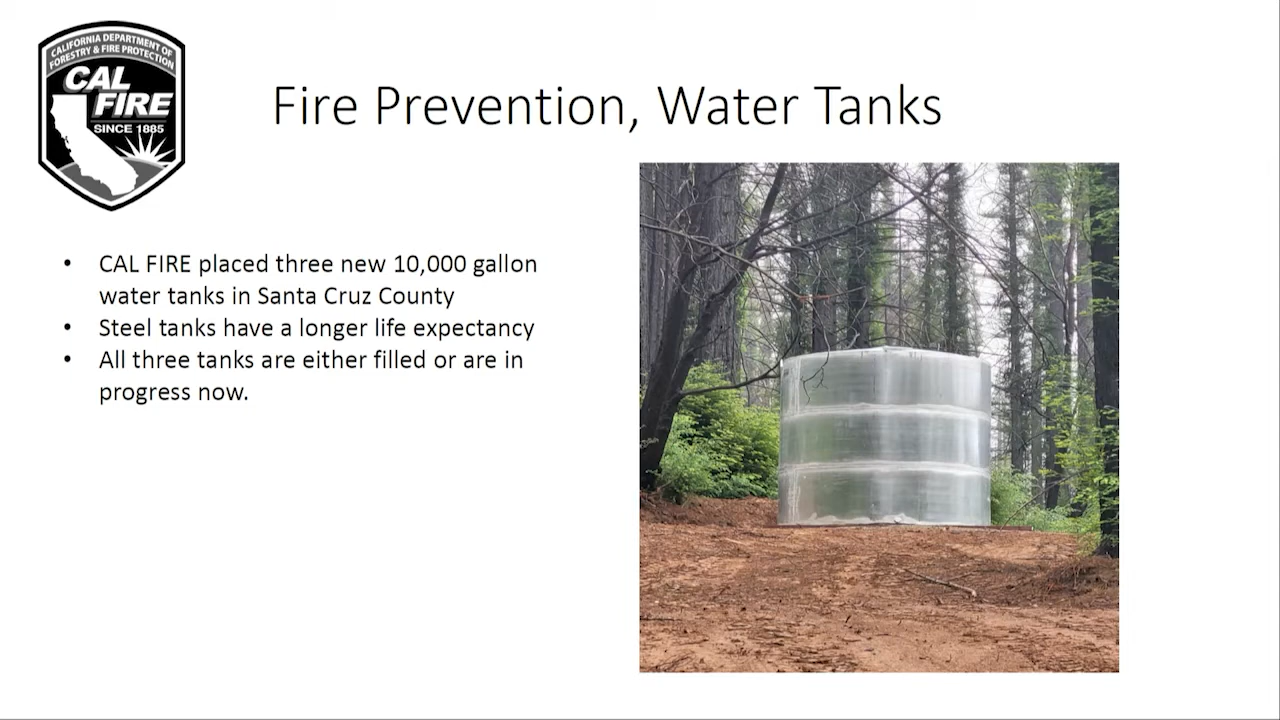 CALIFORNIA DEPARTMENT OF
FORESTRY & FIRE PROTECTION
CAL
FIRE
SINCE 1885
Fire Prevention, Water Tanks
• CAL FIRE placed three new 10,000 gallon
water tanks in Santa Cruz County
• Steel tanks have a longer life expectancy
• All three tanks are either filled or are in
progress now.